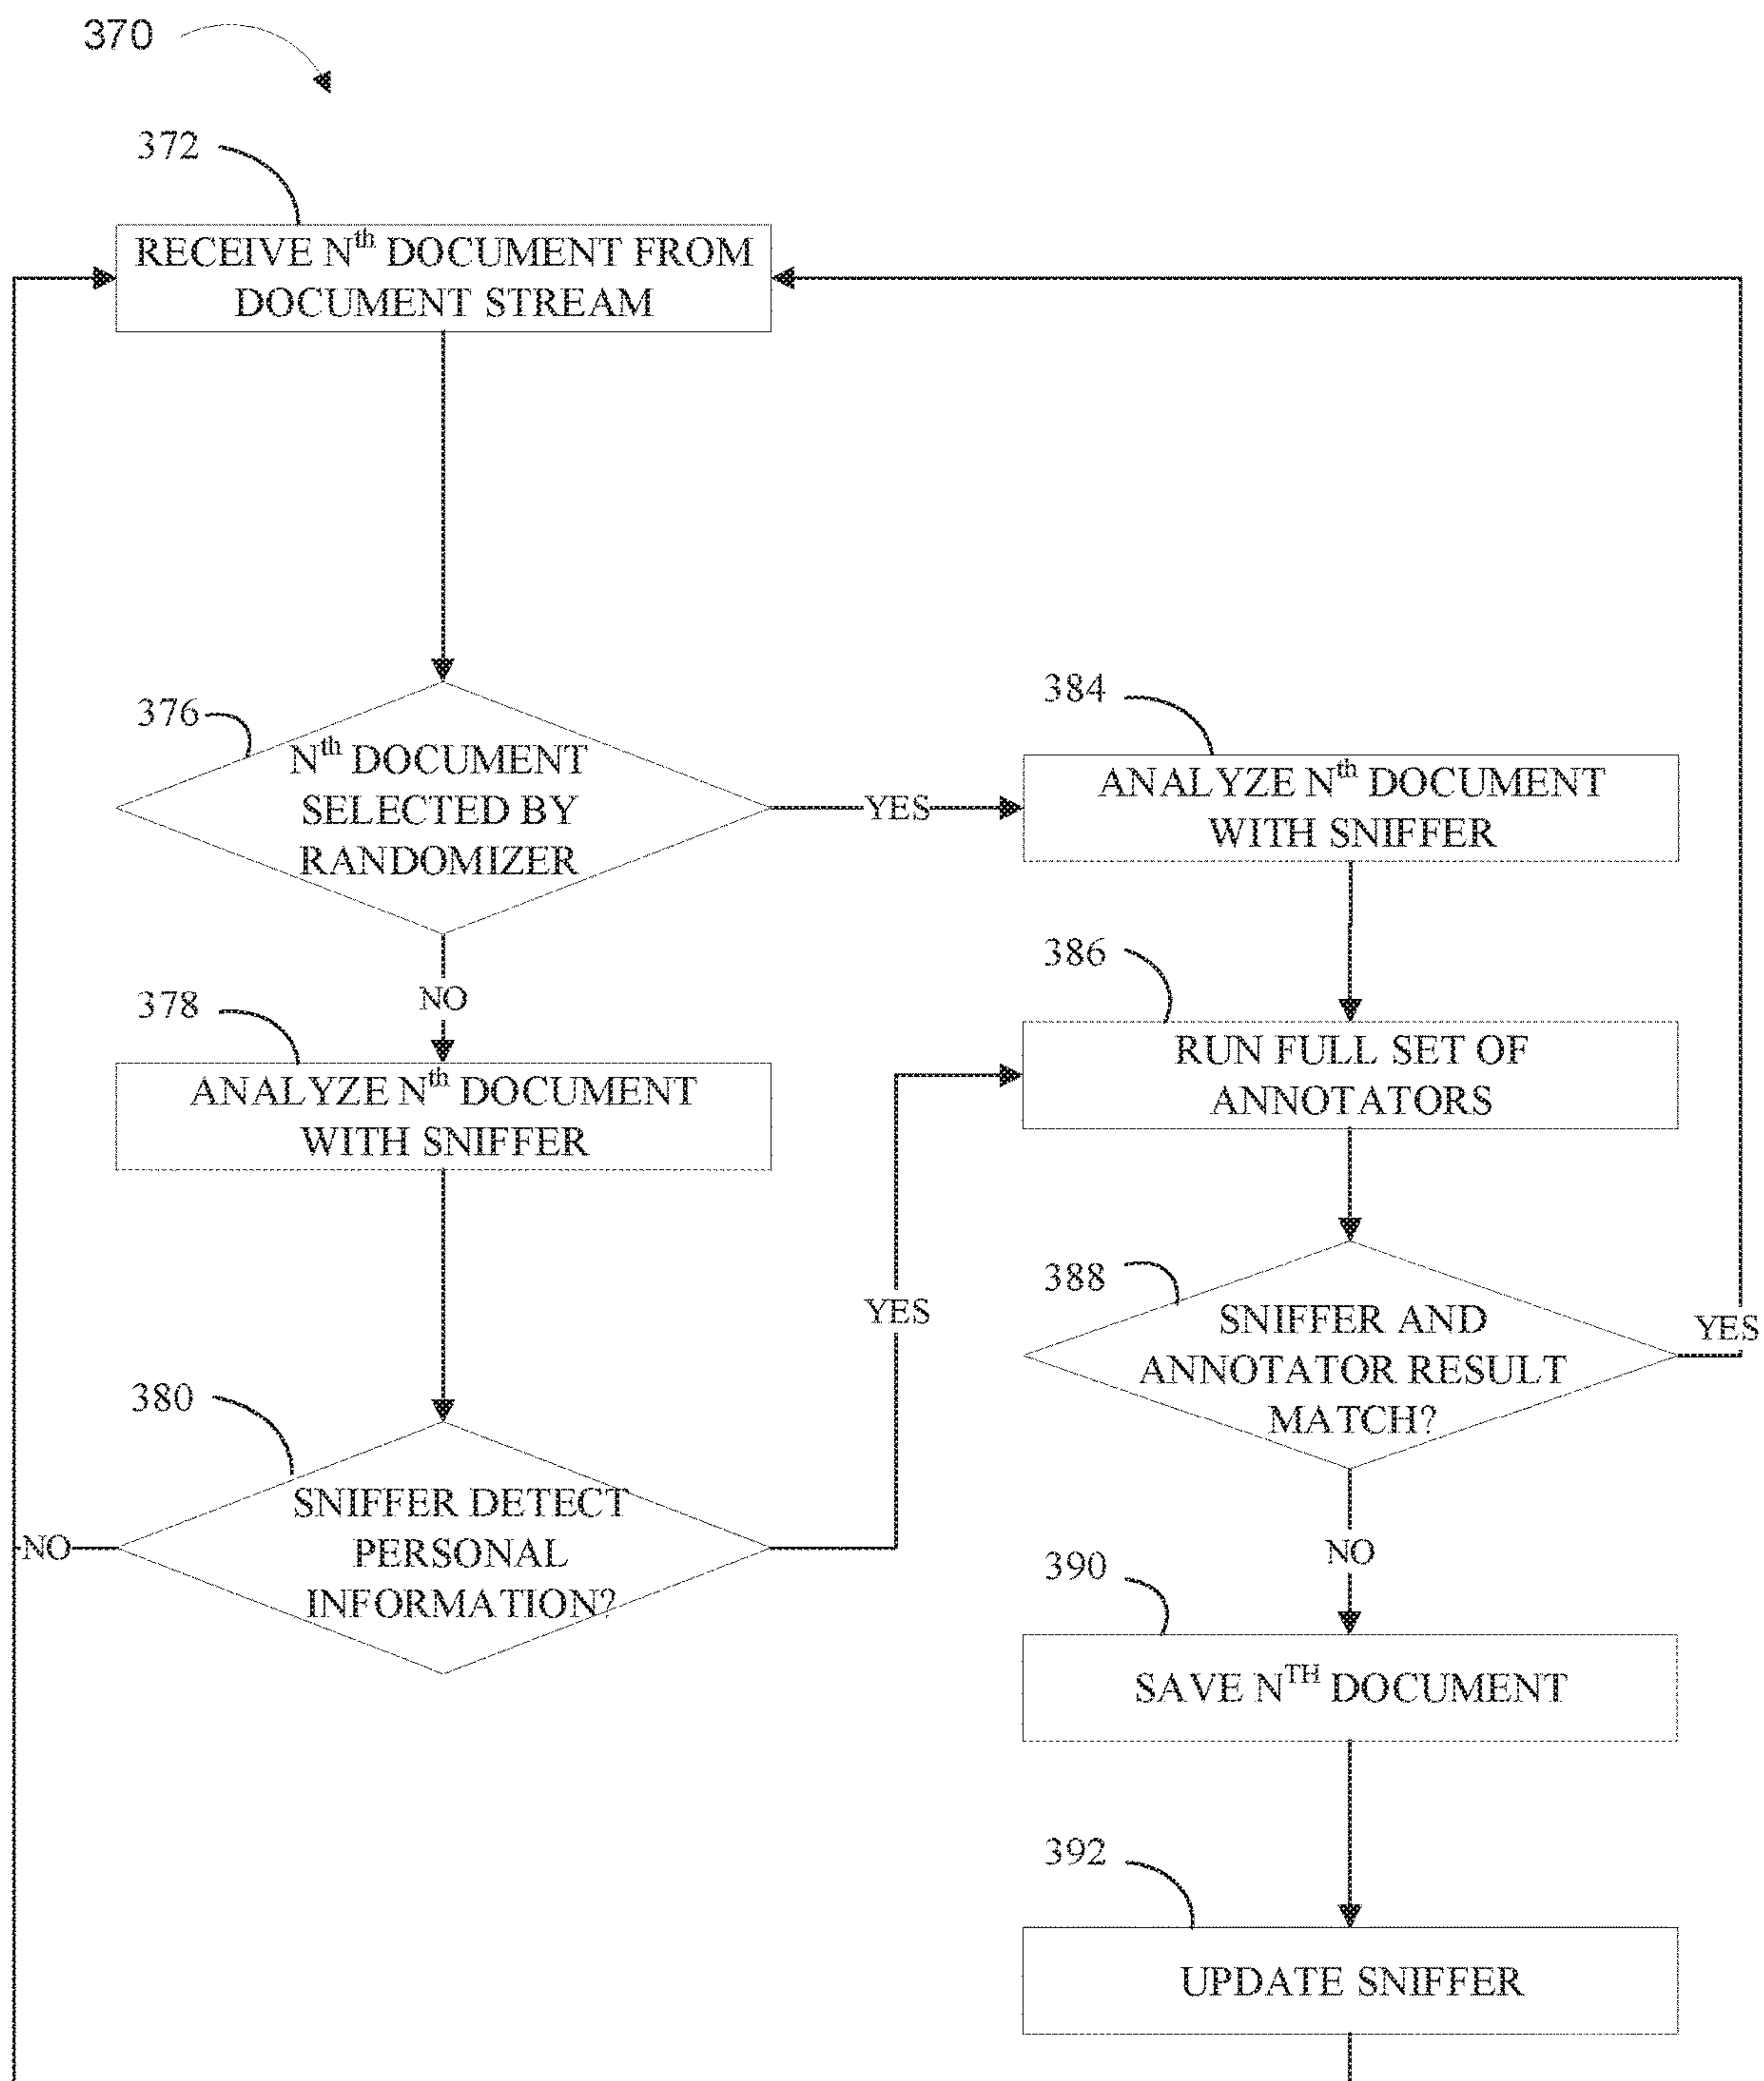 370
372
RECEIVE Nth DOCUMENT FROM
DOCUMENT STREAM
376
Nth DOCUMENT
SELECTED BY
RANDOMIZER
YES
384
ANALYZE Nth DOCUMENT
WITH SNIFFER
NO
378
ANALYZE Nth DOCUMENT
WITH SNIFFER
386
RUN FULL SET OF
ANNOTATORS
YES
388
SNIFFER AND
ANNOTATOR RESULT
MATCH?
YES
380
SNIFFER DETECT
PERSONAL
INFORMATION?
NO
NO
390
SAVE NTH DOCUMENT
392
UPDATE SNIFFER